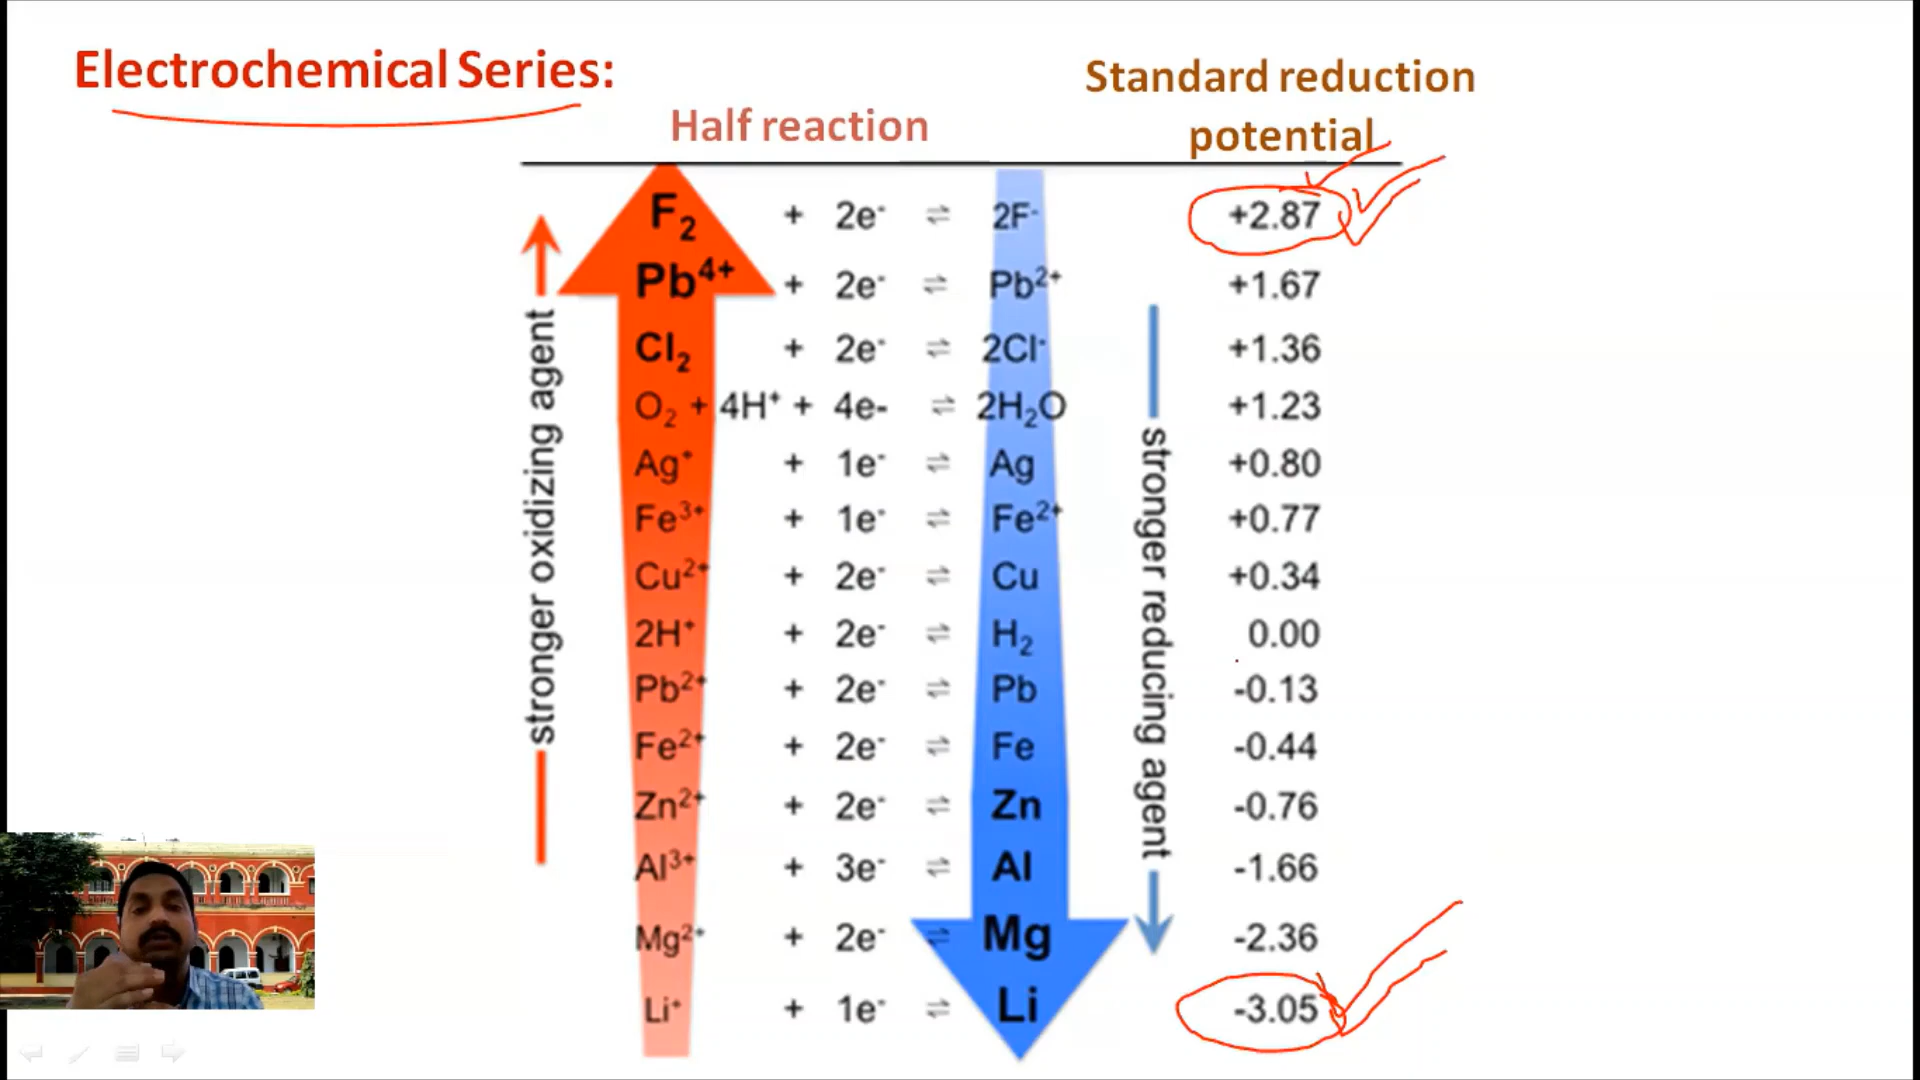 Electrochemical Series:
Half reaction
Standard reduction
potential
stronger oxidizing agent
F₂ + 2e⁻ ⇌ 2F⁻ +2.87
Pb⁴⁺ + 2e⁻ ⇌ Pb²⁺ +1.67
Cl₂ + 2e⁻ ⇌ 2Cl⁻ +1.36
O₂ + 4H⁺ + 4e- ⇌ 2H₂O +1.23
Ag⁺ + 1e⁻ ⇌ Ag +0.80
Fe³⁺ + 1e⁻ ⇌ Fe²⁺ +0.77
Cu²⁺ + 2e⁻ ⇌ Cu +0.34
2H⁺ + 2e⁻ ⇌ H₂ 0.00
Pb²⁺ + 2e⁻ ⇌ Pb -0.13
Fe²⁺ + 2e⁻ ⇌ Fe -0.44
Zn²⁺ + 2e⁻ ⇌ Zn -0.76
Al³⁺ + 3e⁻ ⇌ Al -1.66
Mg²⁺ + 2e⁻ ⇌ Mg -2.36
Li⁺ + 1e⁻ ⇌ Li -3.05
stronger reducing agent